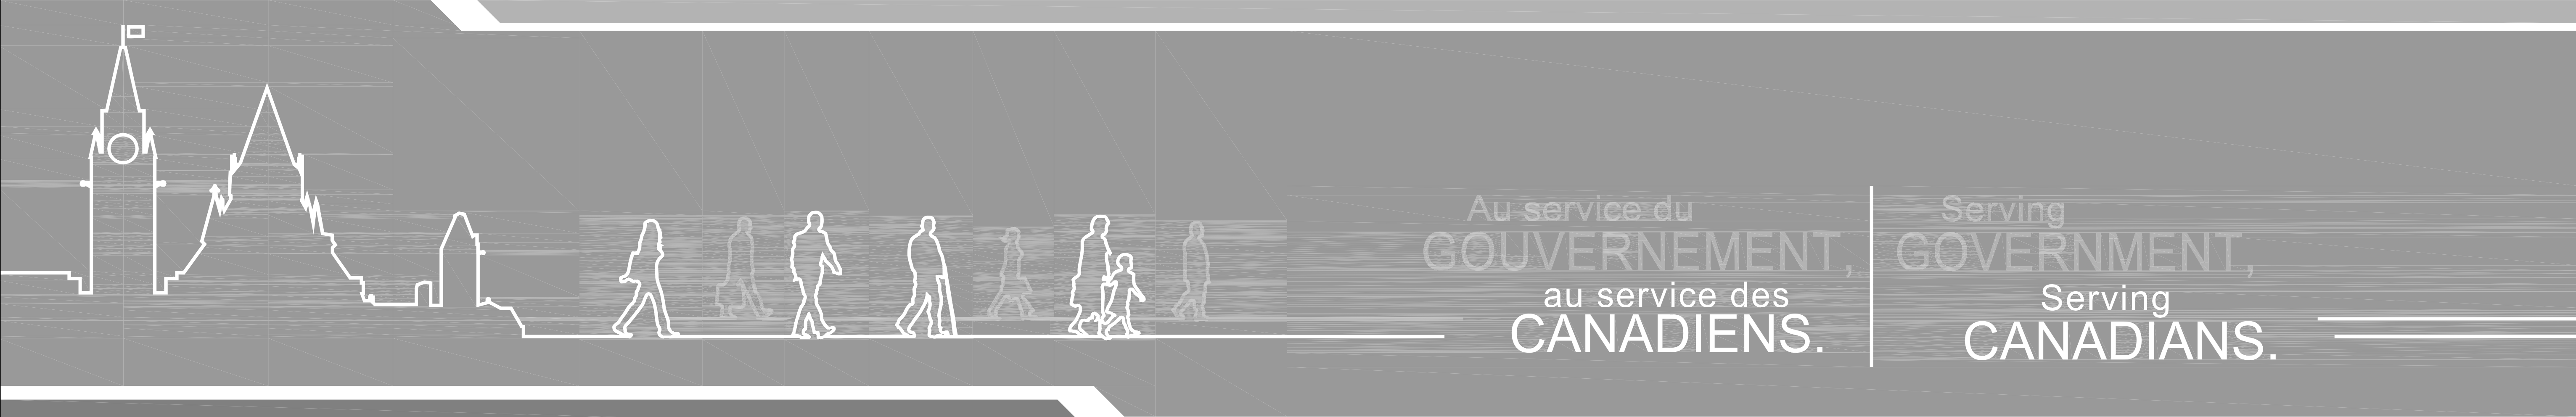 Au service du
GOUVERNEMENT,
au service des
CANADIENS.
Serving
GOVERNMENT,
Serving
CANADIANS.